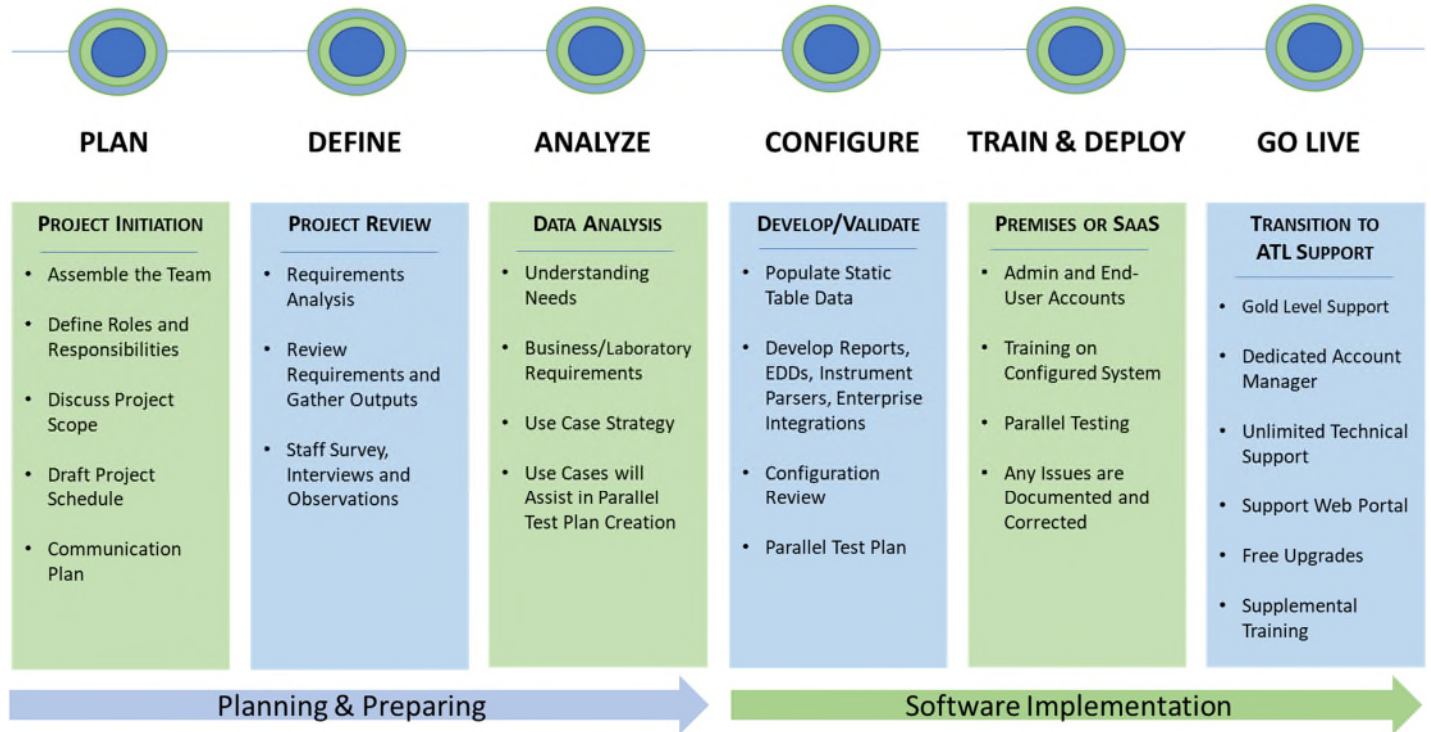 PLAN
DEFINE
ANALYZE
CONFIGURE
TRAIN & DEPLOY
GO LIVE
PROJECT INITIATION
• Assemble the Team
• Define Roles and
Responsibilities
• Discuss Project
Scope
• Draft Project
Schedule
• Communication
Plan
PROJECT REVIEW
• Requirements
Analysis
• Review
Requirements and
Gather Outputs
• Staff Survey,
Interviews and
Observations
DATA ANALYSIS
• Understanding
Needs
• Business/Laboratory
Requirements
• Use Case Strategy
• Use Cases will
Assist in Parallel
Test Plan Creation
DEVELOP/VALIDATE
• Populate Static
Table Data
• Develop Reports,
EDDs, Instrument
Parsers, Enterprise
Integrations
• Configuration
Review
• Parallel Test Plan
PREMISES OR SAAS
• Admin and End-
User Accounts
• Training on
Configured System
• Parallel Testing
• Any Issues are
Documented and
Corrected
TRANSITION TO
ATL SUPPORT
• Gold Level Support
• Dedicated Account
Manager
• Unlimited Technical
Support
• Support Web Portal
• Free Upgrades
• Supplemental
Training
Planning & Preparing
Software Implementation